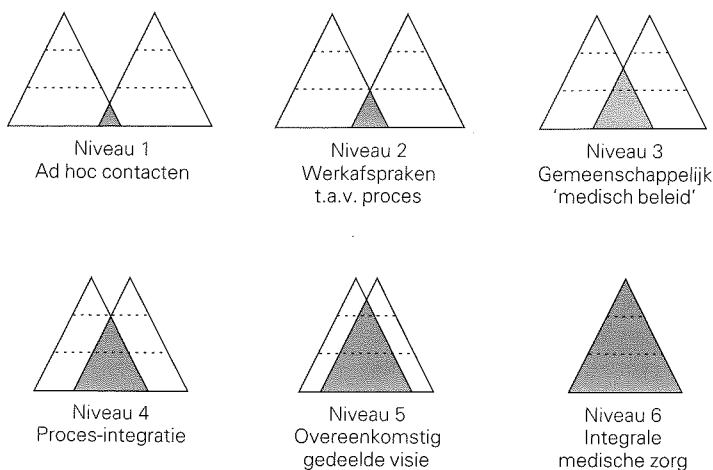 Niveau 1
Ad hoc contacten
Niveau 2
Werkafspraken
t.a.v. proces
Niveau 3
Gemeenschappelijk
'medisch beleid'
Niveau 4
Proces-integratie
Niveau 5
Overeenkomstig
gedeelde visie
Niveau 6
Integrale
medische zorg